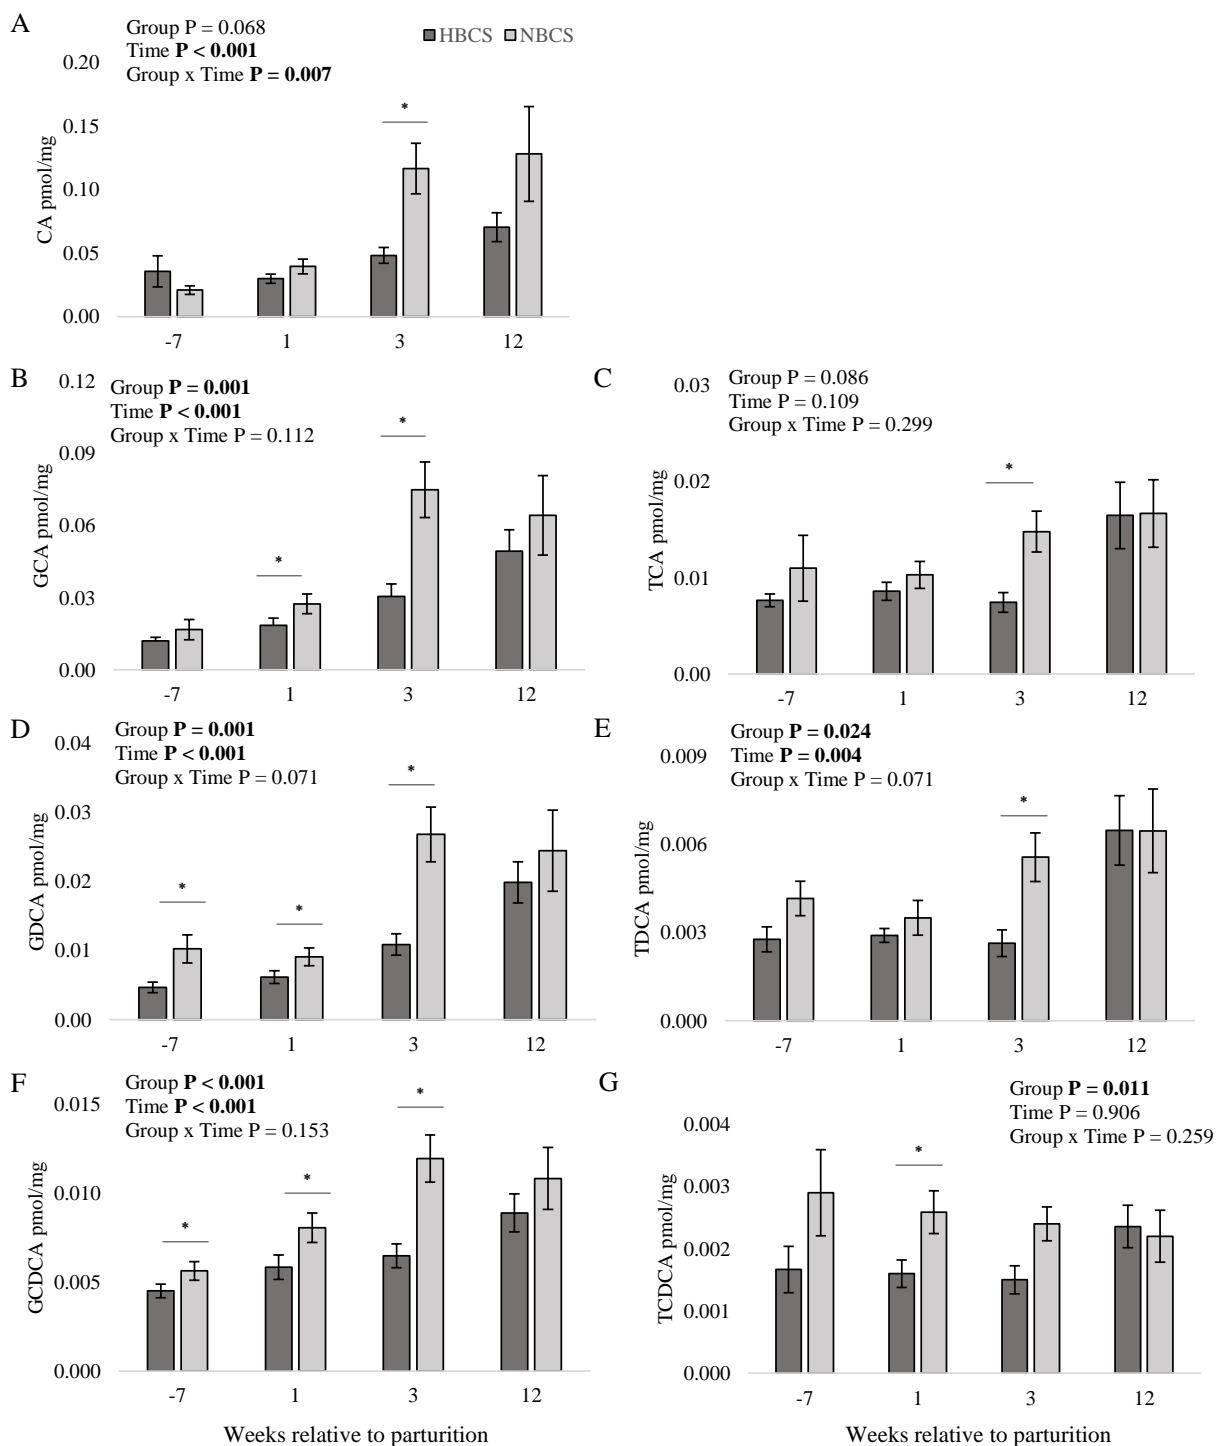 A
Group P = 0.068
Time P < 0.001
Group x Time P = 0.007
HBCS NBCS
CA pmol/mg
0.20
0.15
0.10
0.05
0.00
-7 1 3 12
B
Group P = 0.001
Time P < 0.001
Group x Time P = 0.112
*
*
GCA pmol/mg
0.12
0.09
0.06
0.03
0.00
-7 1 3 12
C
Group P = 0.086
Time P = 0.109
Group x Time P = 0.299
*
TCA pmol/mg
0.03
0.02
0.01
0.00
-7 1 3 12
D
Group P = 0.001
Time P < 0.001
Group x Time P = 0.071
*
*
*
GDCA pmol/mg
0.04
0.03
0.02
0.01
0.00
-7 1 3 12
E
Group P = 0.024
Time P = 0.004
Group x Time P = 0.071
*
TDCA pmol/mg
0.009
0.006
0.003
0.000
-7 1 3 12
F
Group P < 0.001
Time P < 0.001
Group x Time P = 0.153
*
*
*
GCDCA pmol/mg
0.015
0.010
0.005
0.000
-7 1 3 12
Weeks relative to parturition
G
Group P = 0.011
Time P = 0.906
Group x Time P = 0.259
*
TCDCA pmol/mg
0.004
0.003
0.002
0.001
0.000
-7 1 3 12
Weeks relative to parturition